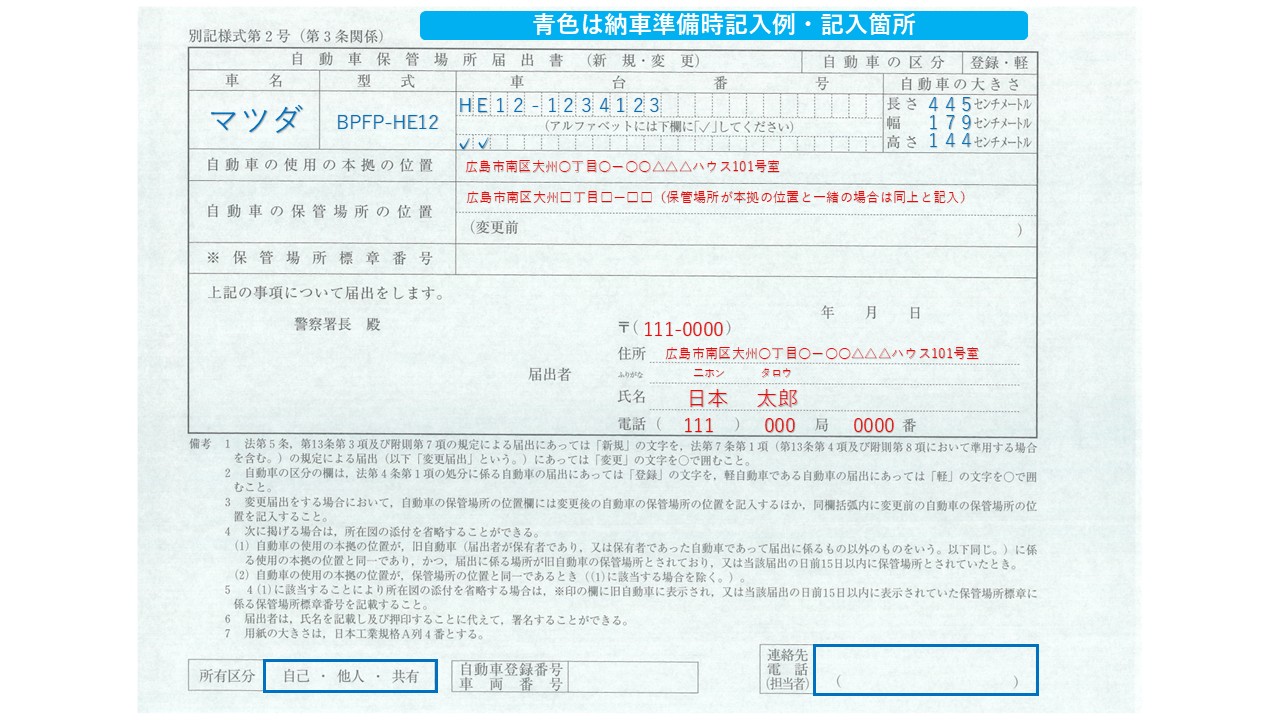 青色は納車準備時記入例・記入箇所
別記様式第2号（第3条関係）
自動車保管場所届出書（新規・変更） 自動車の区分 登録・軽
車名 型式 車台番号 自動車の大きさ
マツダ BPFP-HE12 HE12-1234123 長さ 445センチメートル
（アルファベットには下欄に「✓」してください） 幅 179センチメートル
✓✓ 高さ 144センチメートル
自動車の使用の本拠の位置 広島市南区大州〇丁目〇ー〇〇△△△ハウス101号室
自動車の保管場所の位置 広島市南区大州□丁目□ー□□（保管場所が本拠の位置と一緒の場合は同上と記入）
（変更前 ）
※保管場所標章番号
上記の事項について届出をします。
年 月 日
警察署長 殿
〒（111-0000）
住所 広島市南区大州〇丁目〇ー〇〇△△△ハウス101号室
届出者 ふりがな ニホン タロウ
氏名 日本 太郎
電話（ 111 ） 000 局 0000 番
備考 1 法第5条，第13条第3項及び附則第7項の規定による届出にあっては「新規」の文字を，法第7条第1項（第13条第4項及び附則第8項において準用する場合
を含む。）の規定による届出（以下「変更届出」という。）にあっては「変更」の文字を〇で囲むこと。
2 自動車の区分の欄は，法第4条第1項の処分に係る自動車の届出にあっては「登録」の文字を，軽自動車である自動車の届出にあっては「軽」の文字を〇で囲
むこと。
3 変更届出をする場合において，自動車の保管場所の位置欄には変更後の自動車の保管場所の位置を記入するほか，同欄括弧内に変更前の自動車の保管場所の位
置を記入すること。
4 次に掲げる場合は，所在図の添付を省略することができる。
(1) 自動車の使用の本拠の位置が，旧自動車（届出者が保有者であり，又は保有者であった自動車であって届出に係るもの以外のものをいう。以下同じ。）に係
る使用の本拠の位置と同一であり，かつ，届出に係る場所が旧自動車の保管場所とされており，又は当該届出の日前15日以内に保管場所とされていたとき。
(2) 自動車の使用の本拠の位置が，保管場所の位置と同一であるとき（(1)に該当する場合を除く。）。
5 4(1)に該当することにより所在図の添付を省略する場合は，※印の欄に旧自動車に表示され，又は当該届出の日前15日以内に表示されていた保管場所標章に
係る保管場所標章番号を記載すること。
6 届出者は，氏名を記載し及び押印することに代えて，署名することができる。
7 用紙の大きさは，日本工業規格A列4番とする。
所有区分 自己・他人・共有
自動車登録番号
車両番号
連絡先
電話
（担当者） （ ）